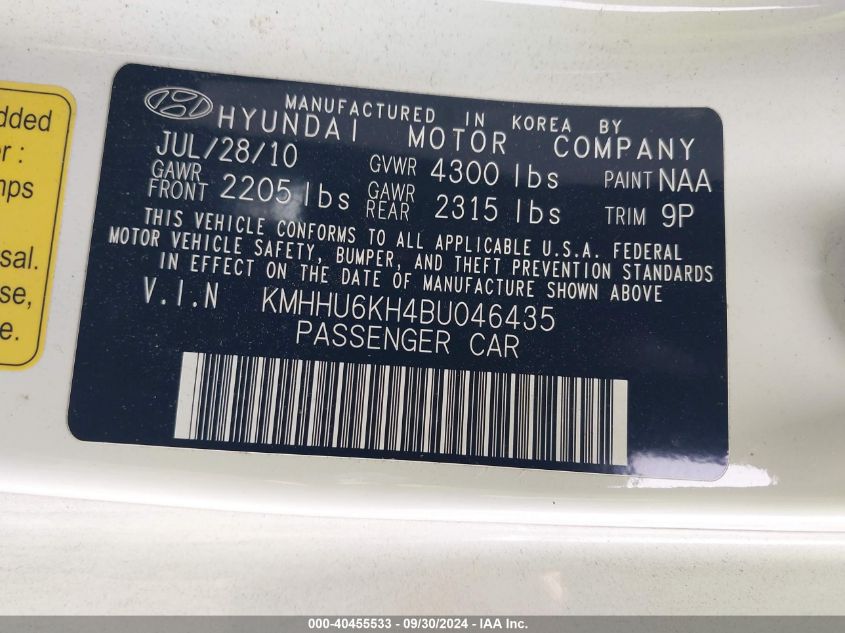 MANUFACTURED IN KOREA BY
HYUNDAI MOTOR COMPANY
JUL/28/10 GVWR 4300 lbs PAINT NAA
GAWR FRONT 2205 lbs GAWR REAR 2315 lbs TRIM 9P
THIS VEHICLE CONFORMS TO ALL APPLICABLE U.S.A. FEDERAL
MOTOR VEHICLE SAFETY, BUMPER, AND THEFT PREVENTION STANDARDS
IN EFFECT ON THE DATE OF MANUFACTURE SHOWN ABOVE
V.I.N KMHHU6KH4BU046435
PASSENGER CAR
or :
sal.
se,
e.
000-40455533 - 09/30/2024 - IAA Inc.